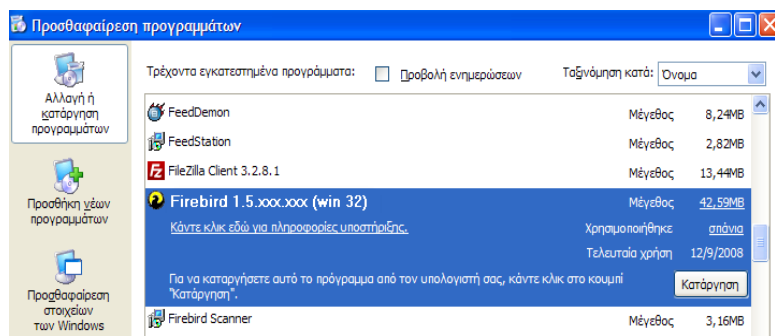 Προσθαφαίρεση προγραμμάτων
Αλλαγή ή
κατάργηση
προγραμμάτων
Προσθήκη νέων
προγραμμάτων
Προσθαφαίρεση
στοιχείων
των Windows
Τρέχοντα εγκατεστημένα προγράμματα: Προβολή ενημερώσεων Ταξινόμηση κατά: Όνομα
FeedDemon Μέγεθος 8,24MB
FeedStation Μέγεθος 2,82MB
FileZilla Client 3.2.8.1 Μέγεθος 13,44MB
Firebird 1.5.xxx.xxx (win 32) Μέγεθος 42,59MB
Κάντε κλικ εδώ για πληροφορίες υποστήριξης. Χρησιμοποιήθηκε σπάνια
Τελευταία χρήση 12/9/2008
Για να καταργήσετε αυτό το πρόγραμμα από τον υπολογιστή σας, κάντε κλικ στο κουμπί
"Κατάργηση". Κατάργηση
Firebird Scanner Μέγεθος 3,16MB